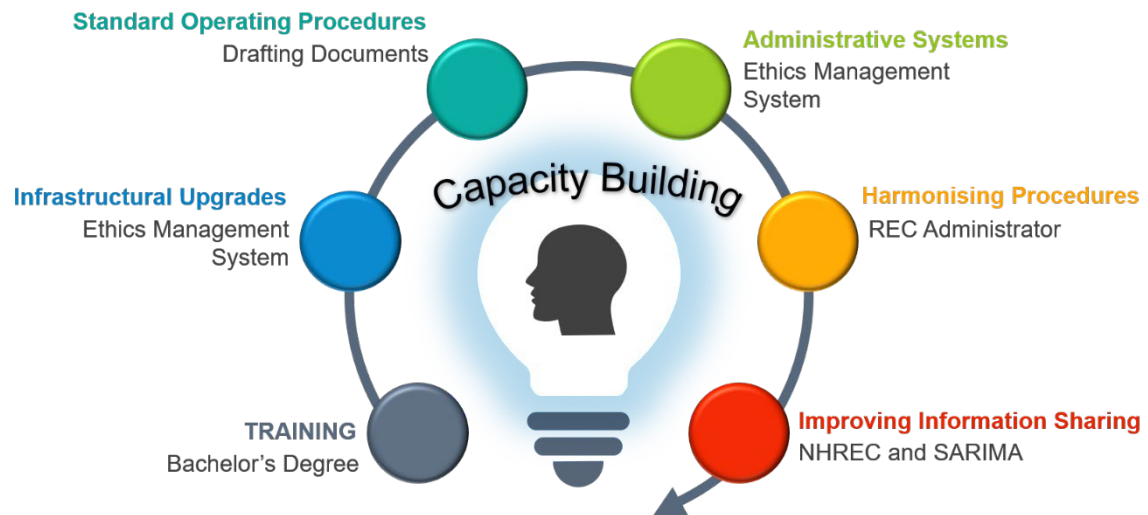 Standard Operating Procedures
Drafting Documents
Administrative Systems
Ethics Management
System
Capacity Building
Infrastructural Upgrades
Ethics Management
System
Harmonising Procedures
REC Administrator
TRAINING
Bachelor's Degree
Improving Information Sharing
NHREC and SARIMA